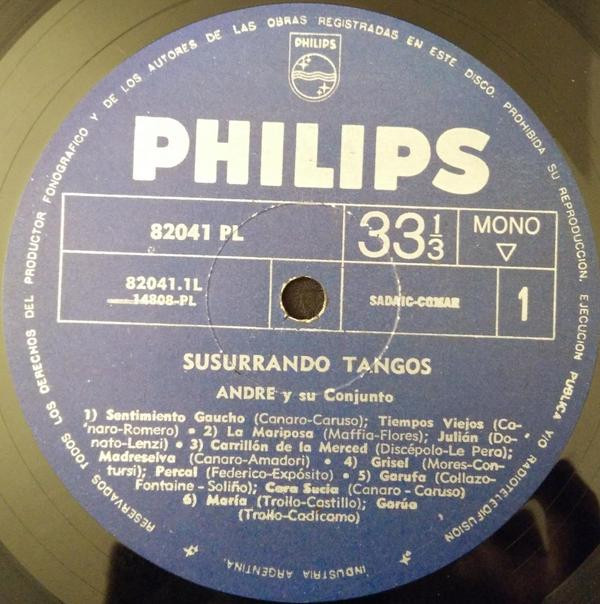 RESERVADOS TODOS LOS DERECHOS DEL PRODUCTOR FONOGRAFICO Y DE LOS AUTORES DE LAS OBRAS REGISTRADAS EN ESTE DISCO. PROHIBIDA SU REPRODUCCION. EJECUCION PUBLICA Y/O RADIOTELEDIFUSION
PHILIPS
PHILIPS
82041 PL
33 1/3
MONO
82041.1L
14808-PL
SADAIC-COMAR
1
SUSURRANDO TANGOS
ANDRE y su Conjunto
1) Sentimiento Gaucho (Canaro-Caruso); Tiempos Viejos (Ca-
naro-Romero) • 2) La Mariposa (Maffia-Flores); Julián (Do-
nato-Lenzi) • 3) Carrillón de la Merced (Discépolo-Le Pera);
Madreselva (Canaro-Amadori) • 4) Grisel (Mores-Con-
tursi); Percal (Federico-Expósito) • 5) Garufa (Collazo-
Fontaine-Soliño); Cara Sucia (Canaro-Caruso)
6) María (Troilo-Castillo); Garúa
(Troilo-Cadícamo)
INDUSTRIA ARGENTINA.